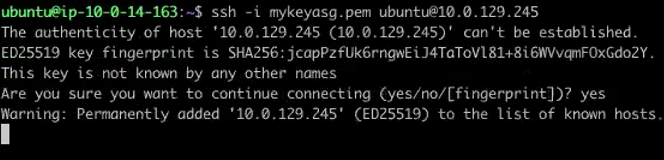 ubuntu@ip-10-0-14-163:~$ ssh -i mykeyasg.pem ubuntu@10.0.129.245
The authenticity of host '10.0.129.245 (10.0.129.245)' can't be established.
ED25519 key fingerprint is SHA256:jcapPzfUk6rngwEiJ4TaToVl81+8i6WVvqmFOxGdo2Y.
This key is not known by any other names
Are you sure you want to continue connecting (yes/no/[fingerprint])? yes
Warning: Permanently added '10.0.129.245' (ED25519) to the list of known hosts.